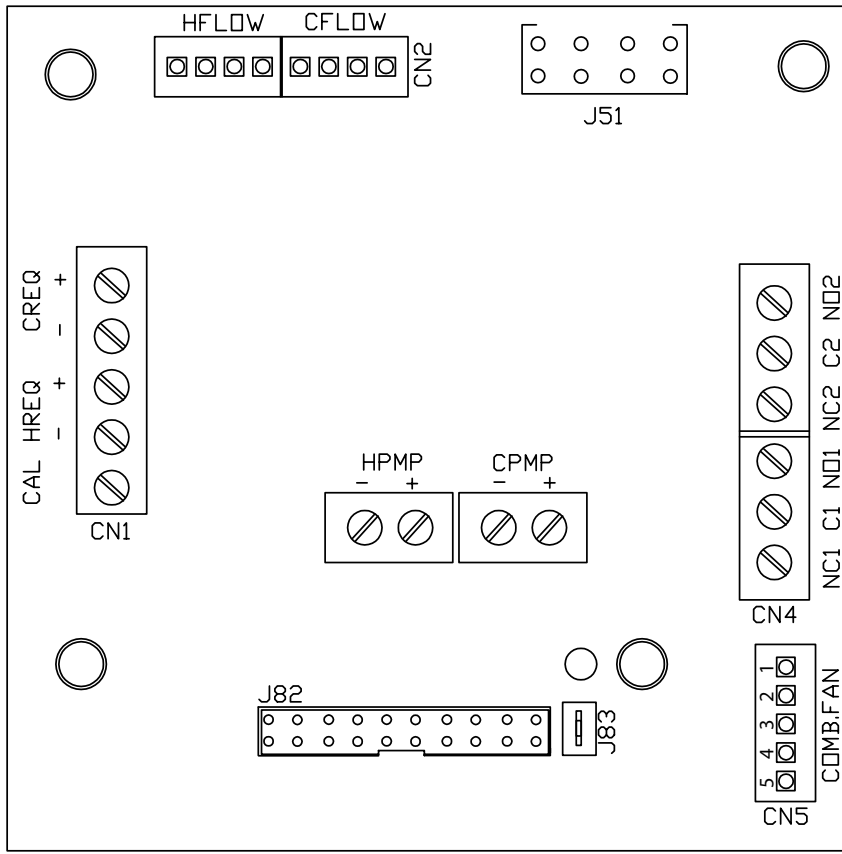 HFLOW CFLOW
CN2
J51
CREQ + -
HREQ + -
CAL
CN1
NO2
C2
NC2
NO1
C1
NC1
CN4
HPMP CPMP
- + - +
J82
J83
1
2
3
4
5
COMB.FAN
CN5